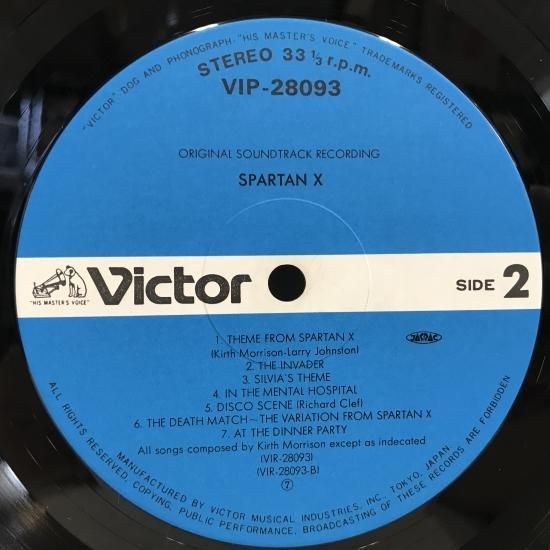 "VICTOR" DOG AND PHONOGRAPH-"HIS MASTER'S VOICE" TRADEMARKS REGISTERED
STEREO 33 1/3 r.p.m.
VIP-28093
ORIGINAL SOUNDTRACK RECORDING
SPARTAN X
"HIS MASTER'S VOICE"
Victor
SIDE 2
1. THEME FROM SPARTAN X
(Kirth Morrison-Larry Johnston)
JASRAC
2. THE INVADER
3. SILVIA'S THEME
4. IN THE MENTAL HOSPITAL
5. DISCO SCENE (Richard Clef)
6. THE DEATH MATCH~THE VARIATION FROM SPARTAN X
7. AT THE DINNER PARTY
All songs composed by Kirth Morrison except as indecated
(VIR-28093)
(VIR-28093-B)
7
MANUFACTURED BY VICTOR MUSICAL INDUSTRIES, INC., TOKYO, JAPAN
ALL RIGHTS RESERVED, COPYING, PUBLIC PERFORMANCE, BROADCASTING OF THESE RECORDS ARE FORBIDDEN